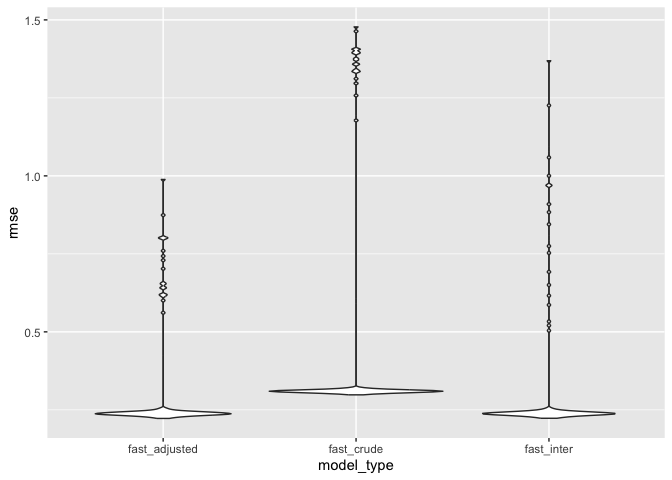 1.5
1.0
0.5
rmse
fast_adjusted
fast_crude
fast_inter
model_type